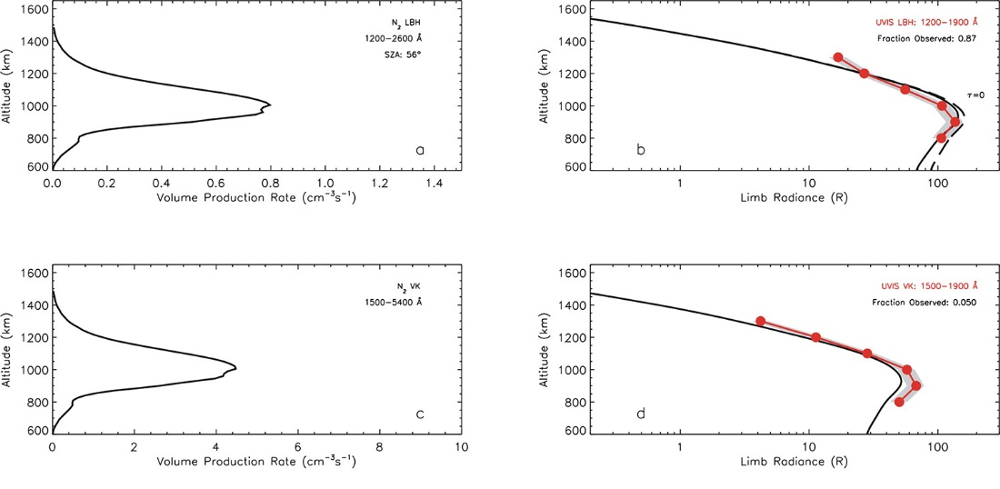 1600
1400
1200
1000
800
600
Altitude (km)
N₂ LBH
1200−2600 Å
SZA: 56°
a
0.0 0.2 0.4 0.6 0.8 1.0 1.2 1.4
Volume Production Rate (cm⁻³s⁻¹)
1600
1400
1200
1000
800
600
Altitude (km)
UVIS LBH: 1200−1900 Å
Fraction Observed: 0.87
τ=0
b
1 10 100
Limb Radiance (R)
1600
1400
1200
1000
800
600
Altitude (km)
N₂ VK
1500−5400 Å
c
0 2 4 6 8 10
Volume Production Rate (cm⁻³s⁻¹)
1600
1400
1200
1000
800
600
Altitude (km)
UVIS VK: 1500−1900 Å
Fraction Observed: 0.050
d
1 10 100
Limb Radiance (R)